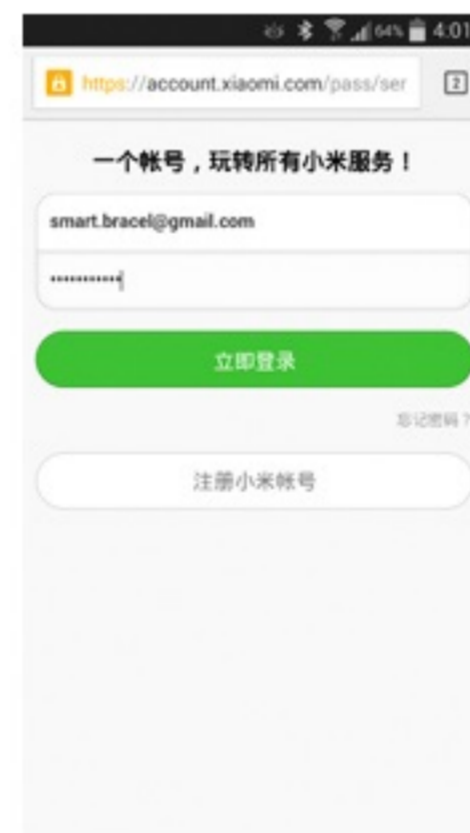 64% 4:01
https://account.xiaomi.com/pass/ser
2
一个帐号，玩转所有小米服务！
smart.bracel@gmail.com
•••••••••••
立即登录
忘记密码？
注册小米帐号